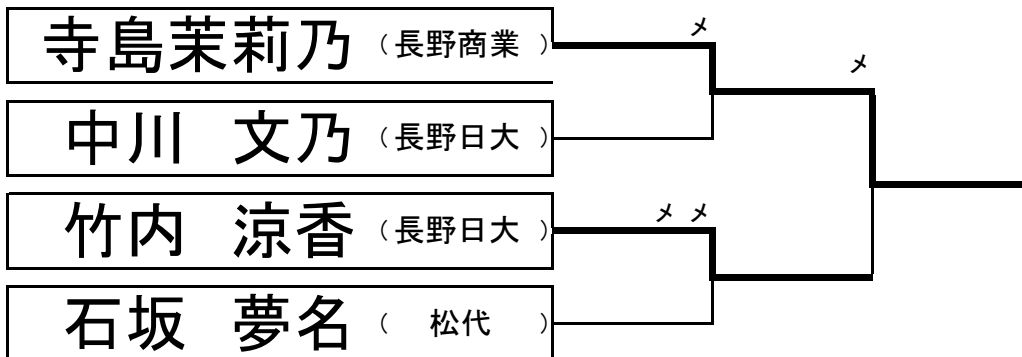 寺島茉莉乃 （長野商業 ） メ
メ
中川 文乃 （長野日大 ）
竹内 涼香 （長野日大 ） メ メ
石坂 夢名 （ 松代 ）